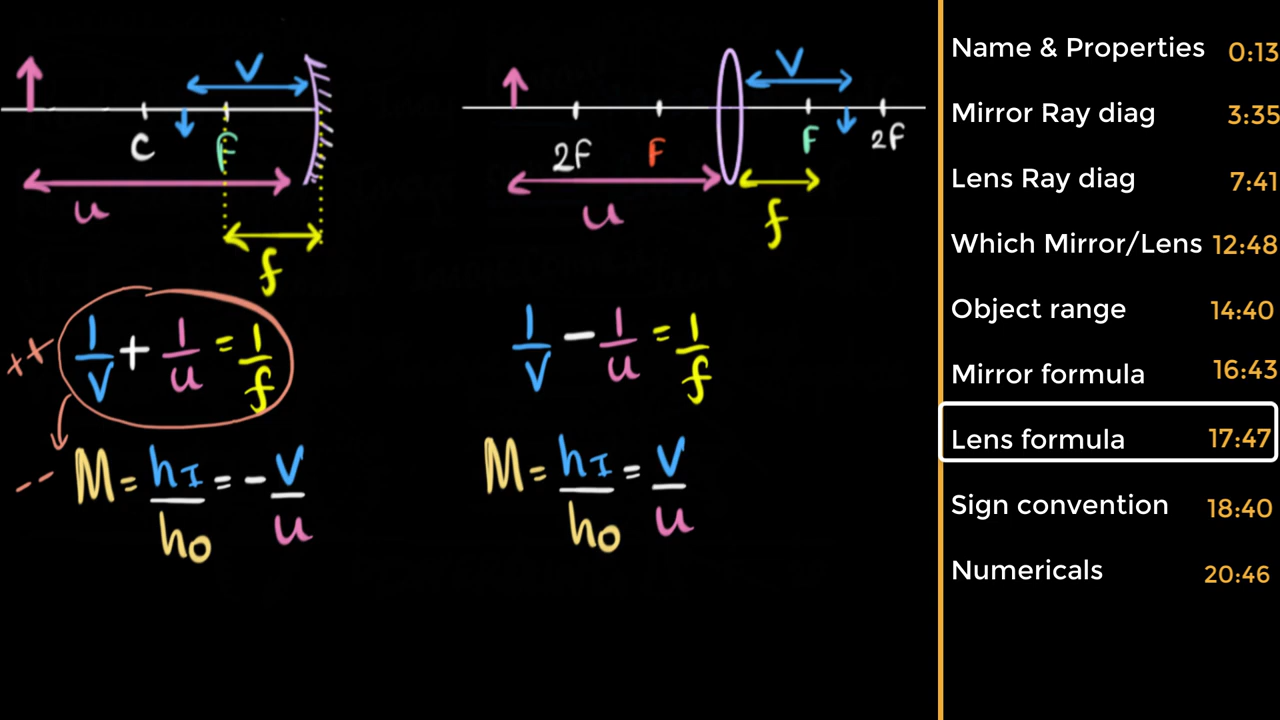 V
C
F
u
f
1/V + 1/u = 1/f
++
--
M = hI/ho = - V/u
V
2F
F
F
2F
u
f
1/V - 1/u = 1/f
M = hI/ho = V/u
Name & Properties 0:13
Mirror Ray diag 3:35
Lens Ray diag 7:41
Which Mirror/Lens 12:48
Object range 14:40
Mirror formula 16:43
Lens formula 17:47
Sign convention 18:40
Numericals 20:46